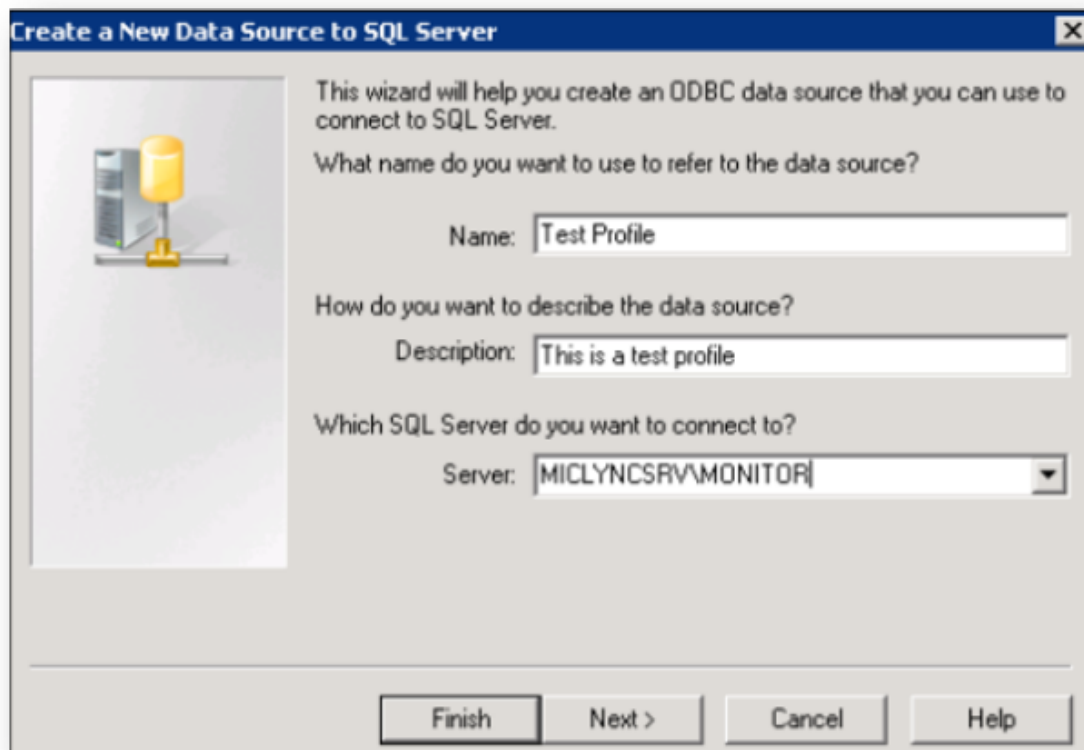 Create a New Data Source to SQL Server
This wizard will help you create an ODBC data source that you can use to
connect to SQL Server.
What name do you want to use to refer to the data source?
Name: Test Profile
How do you want to describe the data source?
Description: This is a test profile
Which SQL Server do you want to connect to?
Server: MICLYNCSRV\MONITOR
Finish Next > Cancel Help